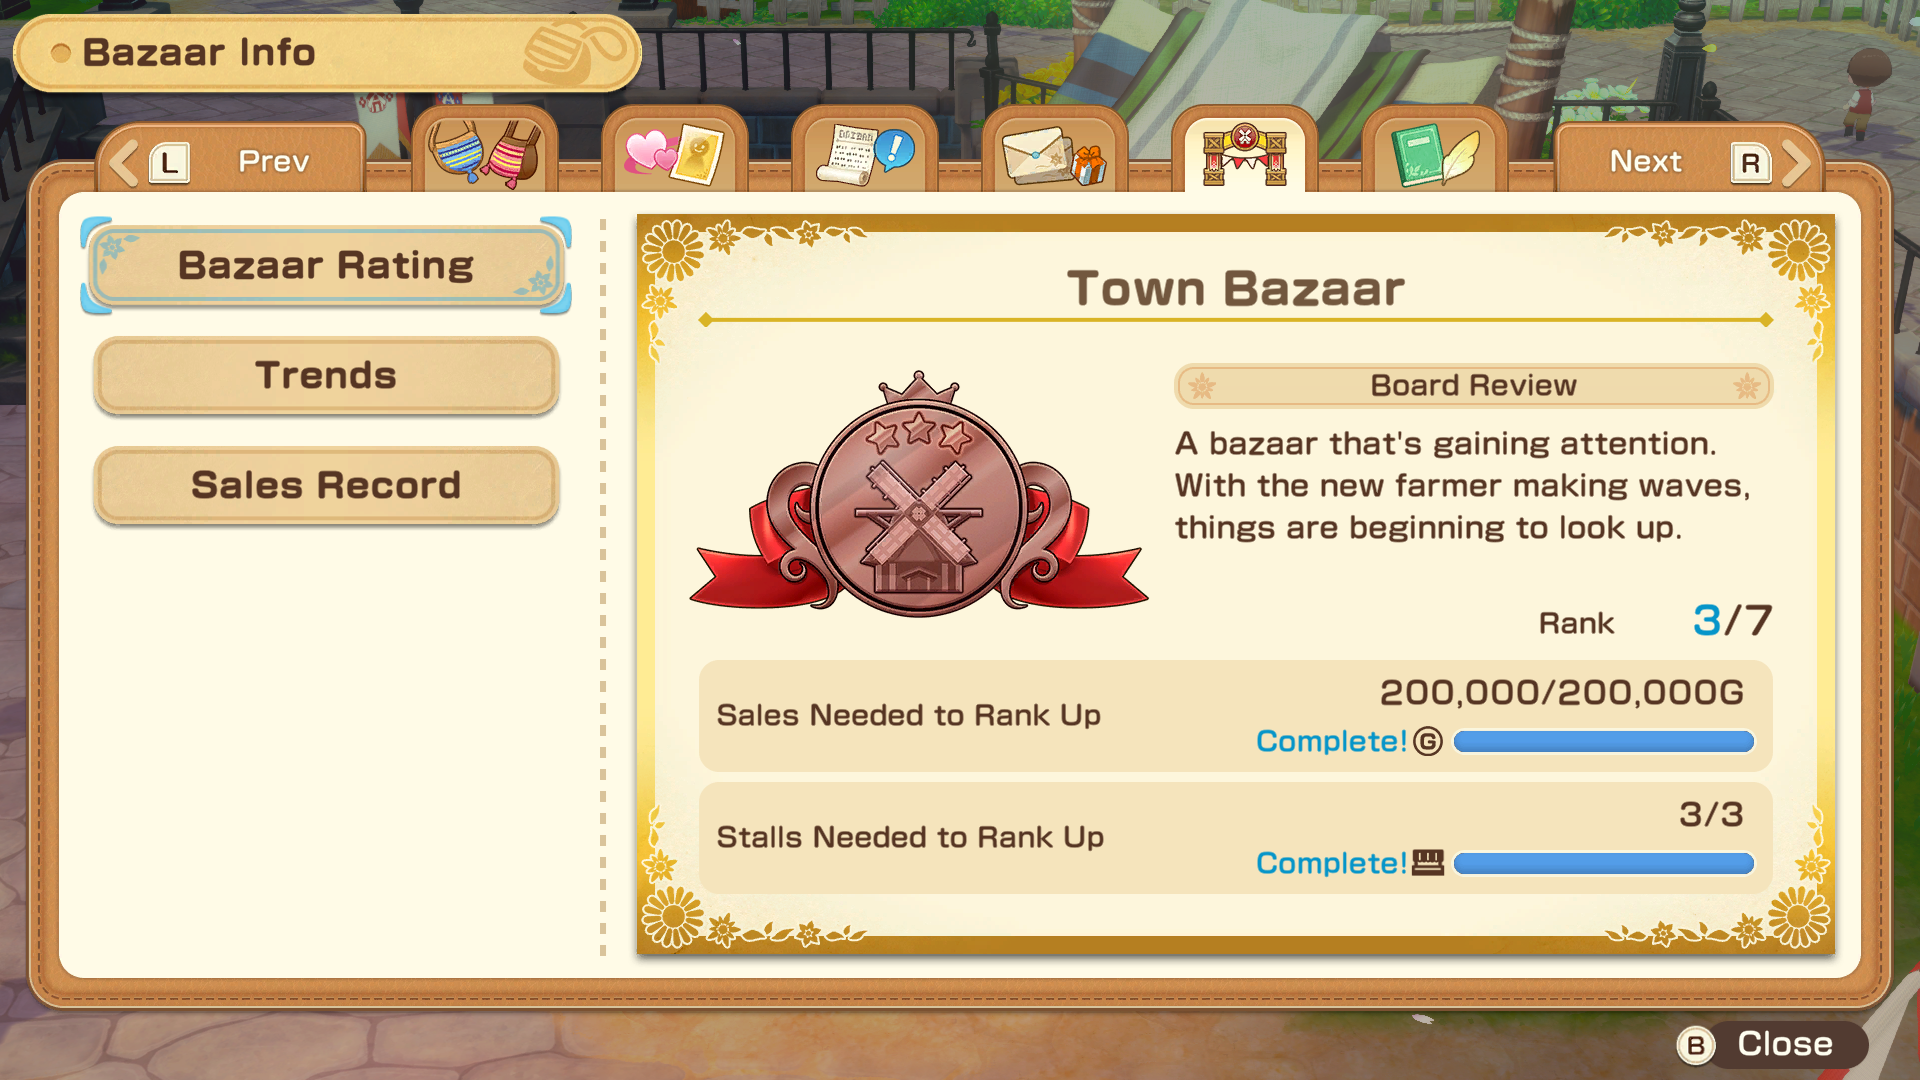 Bazaar Info
L Prev
Next R
Bazaar Rating
Trends
Sales Record
Town Bazaar
Board Review
A bazaar that's gaining attention.
With the new farmer making waves,
things are beginning to look up.
Rank 3/7
Sales Needed to Rank Up
200,000/200,000G
Complete! G
Stalls Needed to Rank Up
3/3
Complete!
B Close